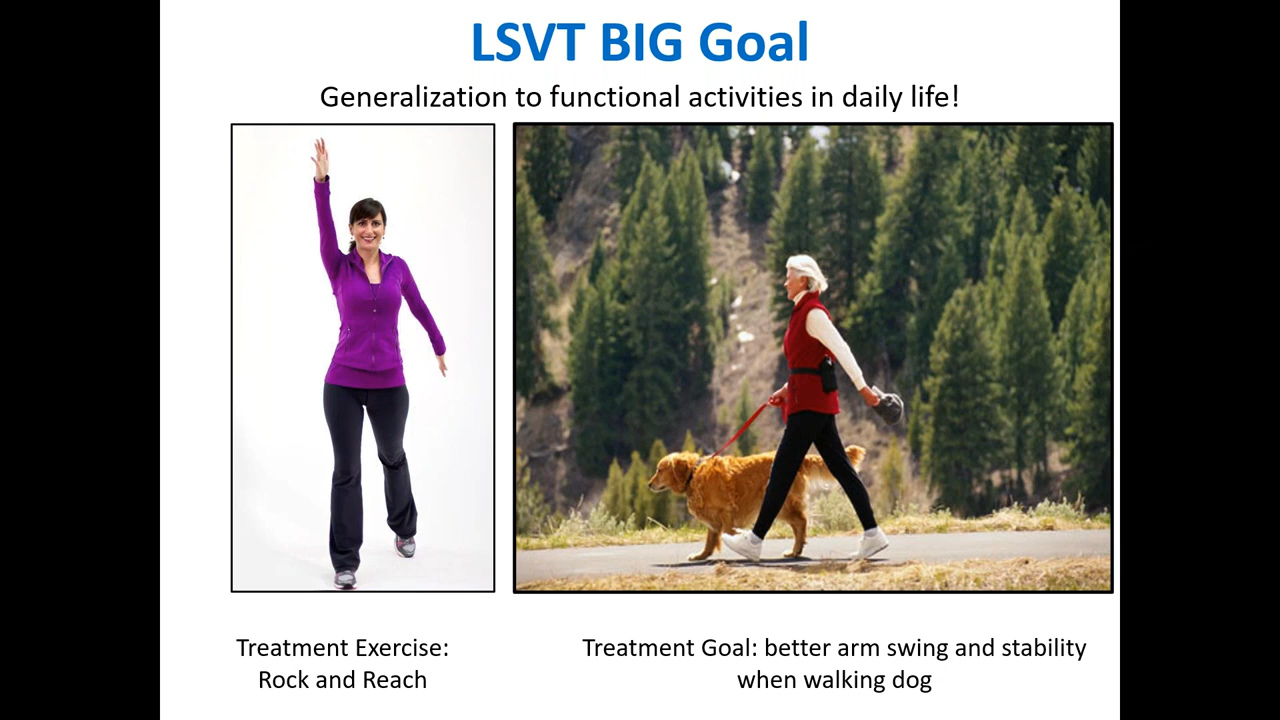 LSVT BIG Goal
Generalization to functional activities in daily life!
Treatment Exercise:
Rock and Reach
Treatment Goal: better arm swing and stability
when walking dog